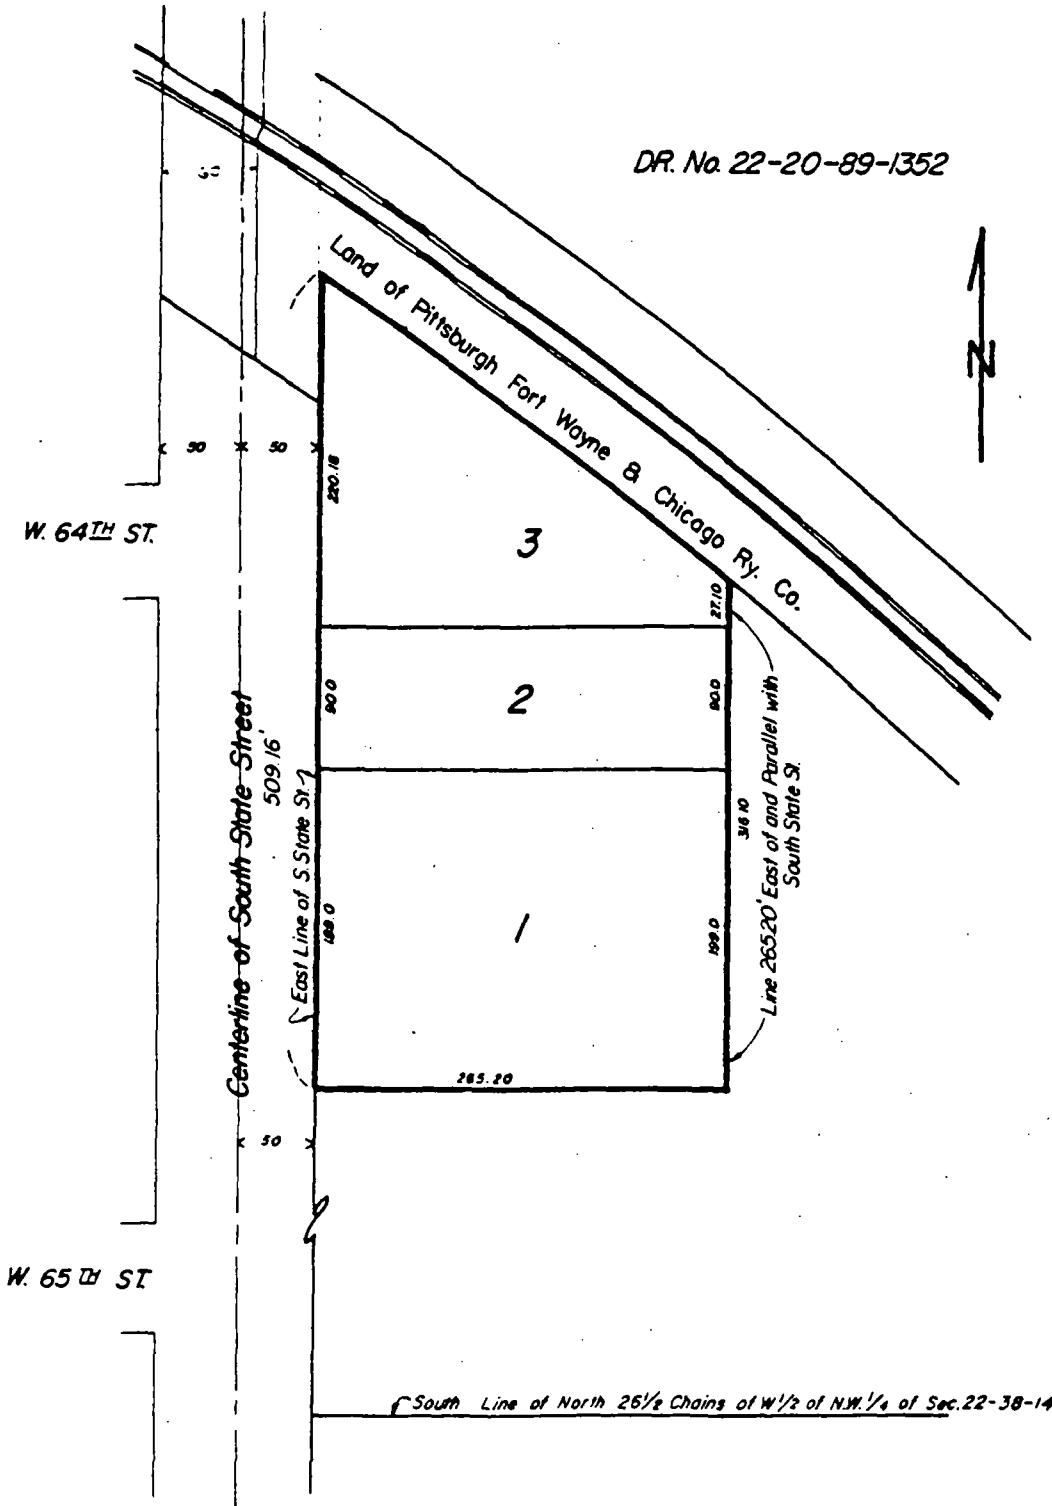 DR. No. 22-20-89-1352
Land of Pittsburgh Fort Wayne & Chicago Ry. Co.
N
50
50
220.16
W. 64TH ST.
3
27.10
90.0
2
90.0
Centerline of South State Street
509.16'
East Line of S. State St.
316.10
Line 265.20' East of and Parallel with
South State St.
199.0
1
199.0
265.20
50
W. 65TH ST.
South Line of North 26 1/2 Chains of W 1/2 of N.W. 1/4 of Sec. 22-38-14